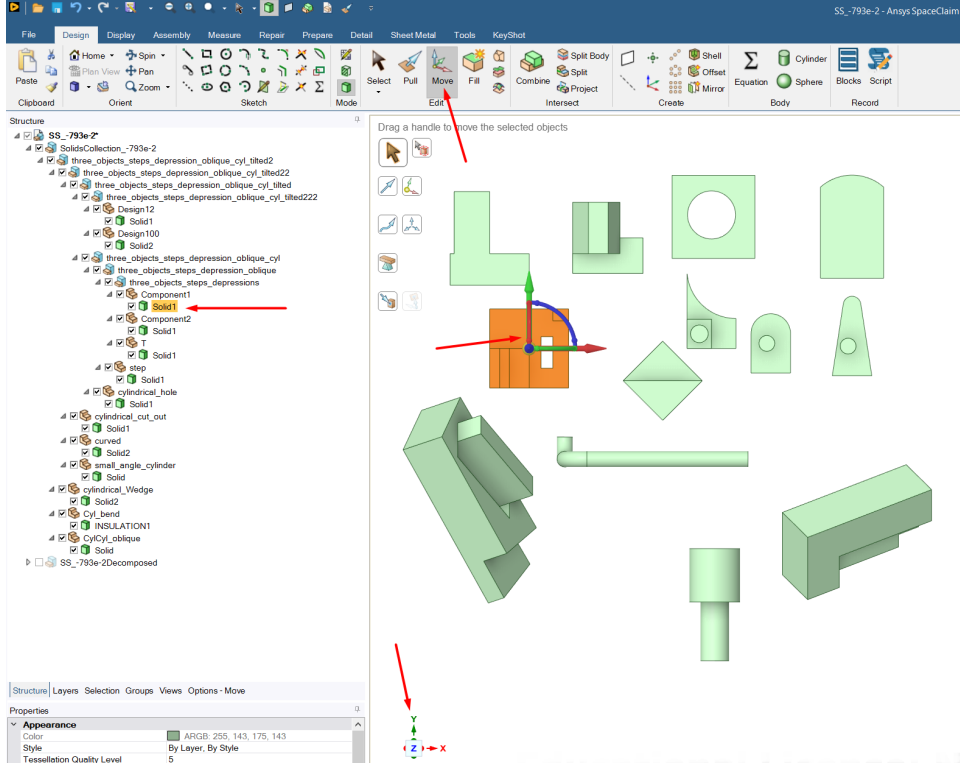 SS_-793e-2 - Ansys SpaceClaim
File Design Display Assembly Measure Repair Prepare Detail Sheet Metal Tools KeyShot
Paste
Clipboard
Home Spin
Plan View Pan
Zoom
Orient
Sketch
Mode
Select Pull Move Fill
Edit
Combine
Split Body
Split
Project
Intersect
Shell
Offset
Mirror
Create
Equation
Cylinder
Sphere
Body
Blocks Script
Record
Structure
SS_-793e-2*
SolidsCollection_-793e-2
three_objects_steps_depression_oblique_cyl_tilted2
three_objects_steps_depression_oblique_cyl_tilted22
three_objects_steps_depression_oblique_cyl_tilted
three_objects_steps_depression_oblique_cyl_tilted222
Design12
Solid1
Design100
Solid2
three_objects_steps_depression_oblique_cyl
three_objects_steps_depression_oblique
three_objects_steps_depressions
Component1
Solid1
Component2
Solid1
T
Solid1
step
Solid1
cylindrical_hole
Solid1
cylindrical_cut_out
Solid1
curved
Solid2
small_angle_cylinder
Solid
cylindrical_Wedge
Solid2
Cyl_bend
INSULATION1
CylCyl_oblique
Solid
SS_-793e-2Decomposed
Structure Layers Selection Groups Views Options - Move
Properties
Appearance
Color ARGB: 255, 143, 175, 143
Style By Layer, By Style
Tessellation Quality Level 5
Drag a handle to move the selected objects
Y
Z X